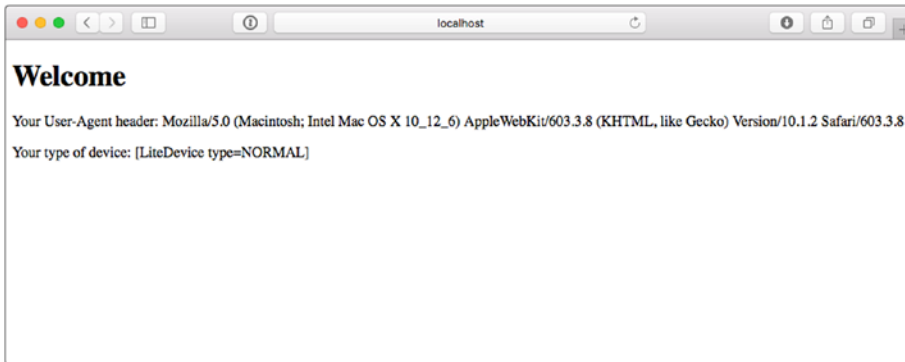 localhost
Welcome
Your User-Agent header: Mozilla/5.0 (Macintosh; Intel Mac OS X 10_12_6) AppleWebKit/603.3.8 (KHTML, like Gecko) Version/10.1.2 Safari/603.3.8
Your type of device: [LiteDevice type=NORMAL]